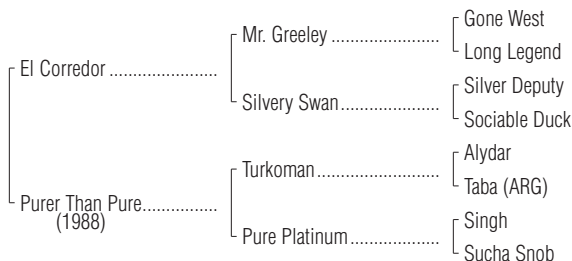 Gone West
Mr. Greeley
Long Legend
El Corredor
Silver Deputy
Silvery Swan
Sociable Duck
Alydar
Turkoman
Taba (ARG)
Purer Than Pure
(1988)
Singh
Pure Platinum
Sucha Snob